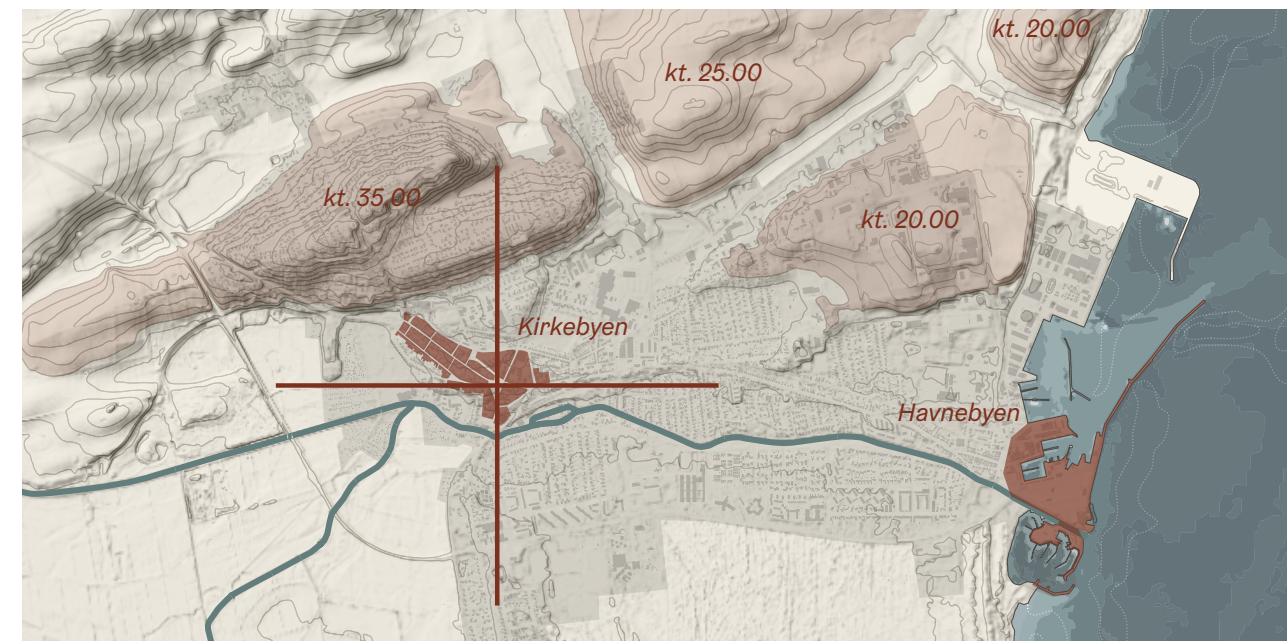 kt. 20.00
kt. 25.00
kt. 35.00
kt. 20.00
Kirkebyen
Havnebyen